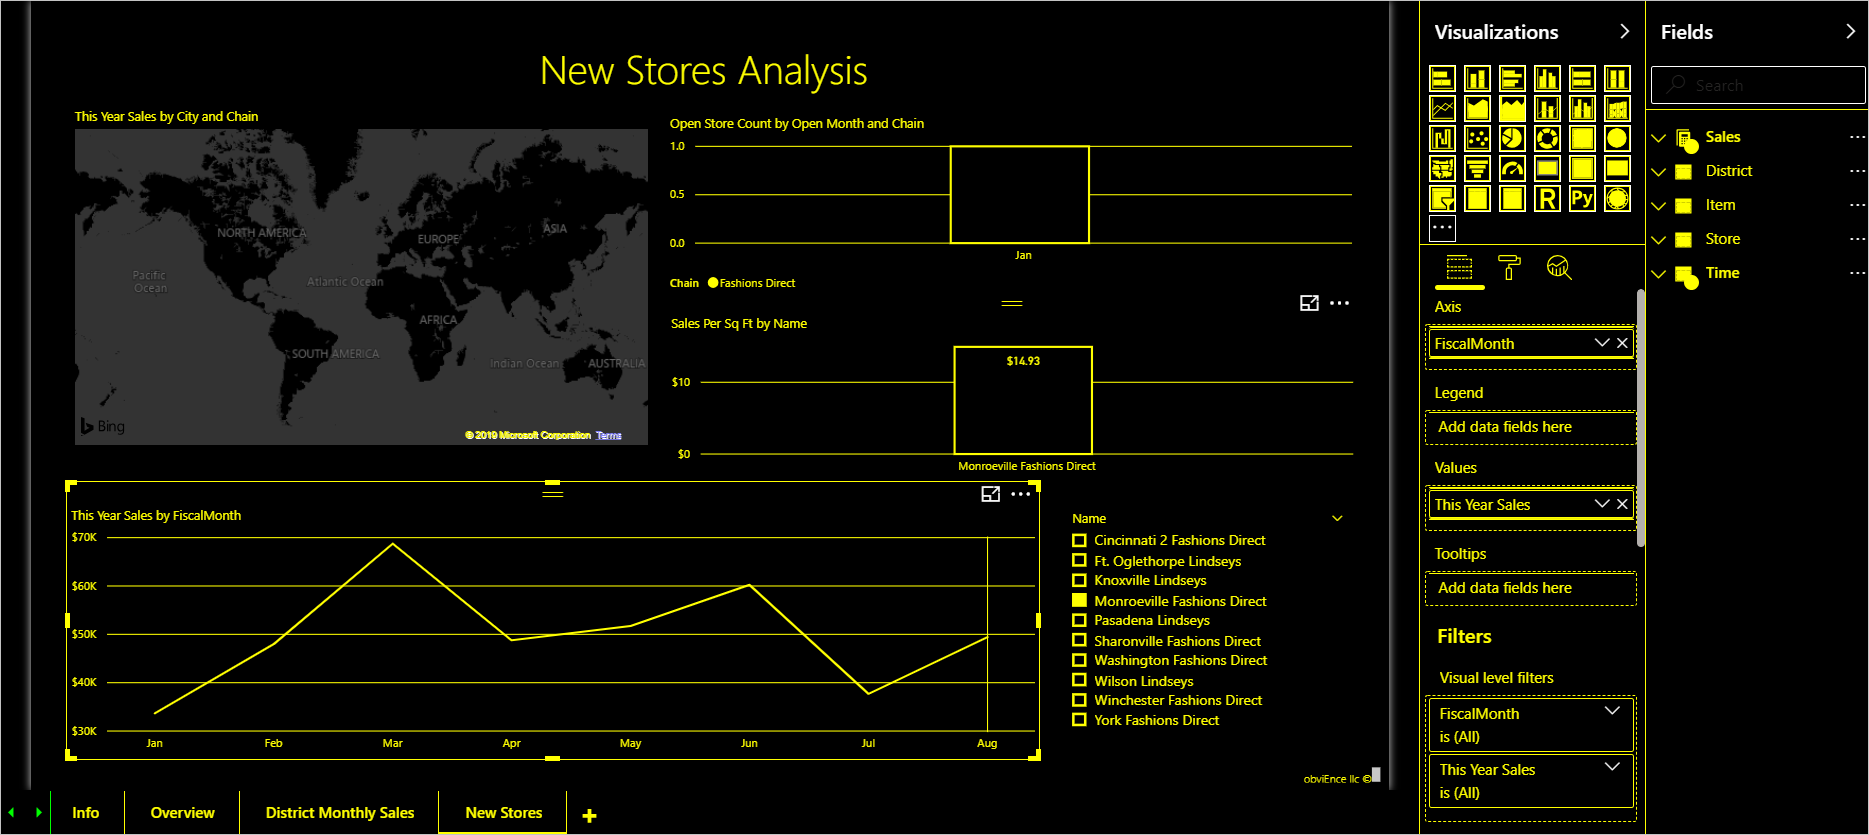 New Stores Analysis
This Year Sales by City and Chain
NORTH AMERICA
EUROPE
ASIA
Pacific
Ocean
Atlantic Ocean
AFRICA
SOUTH AMERICA
Indian Ocean
AUSTRALIA
Bing
© 2019 Microsoft Corporation Terms
Open Store Count by Open Month and Chain
1.0
0.5
0.0
Jan
Chain Fashions Direct
Sales Per Sq Ft by Name
$14.93
$10
$0
Monroeville Fashions Direct
This Year Sales by FiscalMonth
$70K
$60K
$50K
$40K
$30K
Jan Feb Mar Apr May Jun Jul Aug
Name
Cincinnati 2 Fashions Direct
Ft. Oglethorpe Lindseys
Knoxville Lindseys
Monroeville Fashions Direct
Pasadena Lindseys
Sharonville Fashions Direct
Washington Fashions Direct
Wilson Lindseys
Winchester Fashions Direct
York Fashions Direct
obviEnce llc ©
Info Overview District Monthly Sales New Stores
Visualizations
R Py
Axis
FiscalMonth
Legend
Add data fields here
Values
This Year Sales
Tooltips
Add data fields here
Filters
Visual level filters
FiscalMonth
is (All)
This Year Sales
is (All)
Fields
Search
Sales
District
Item
Store
Time